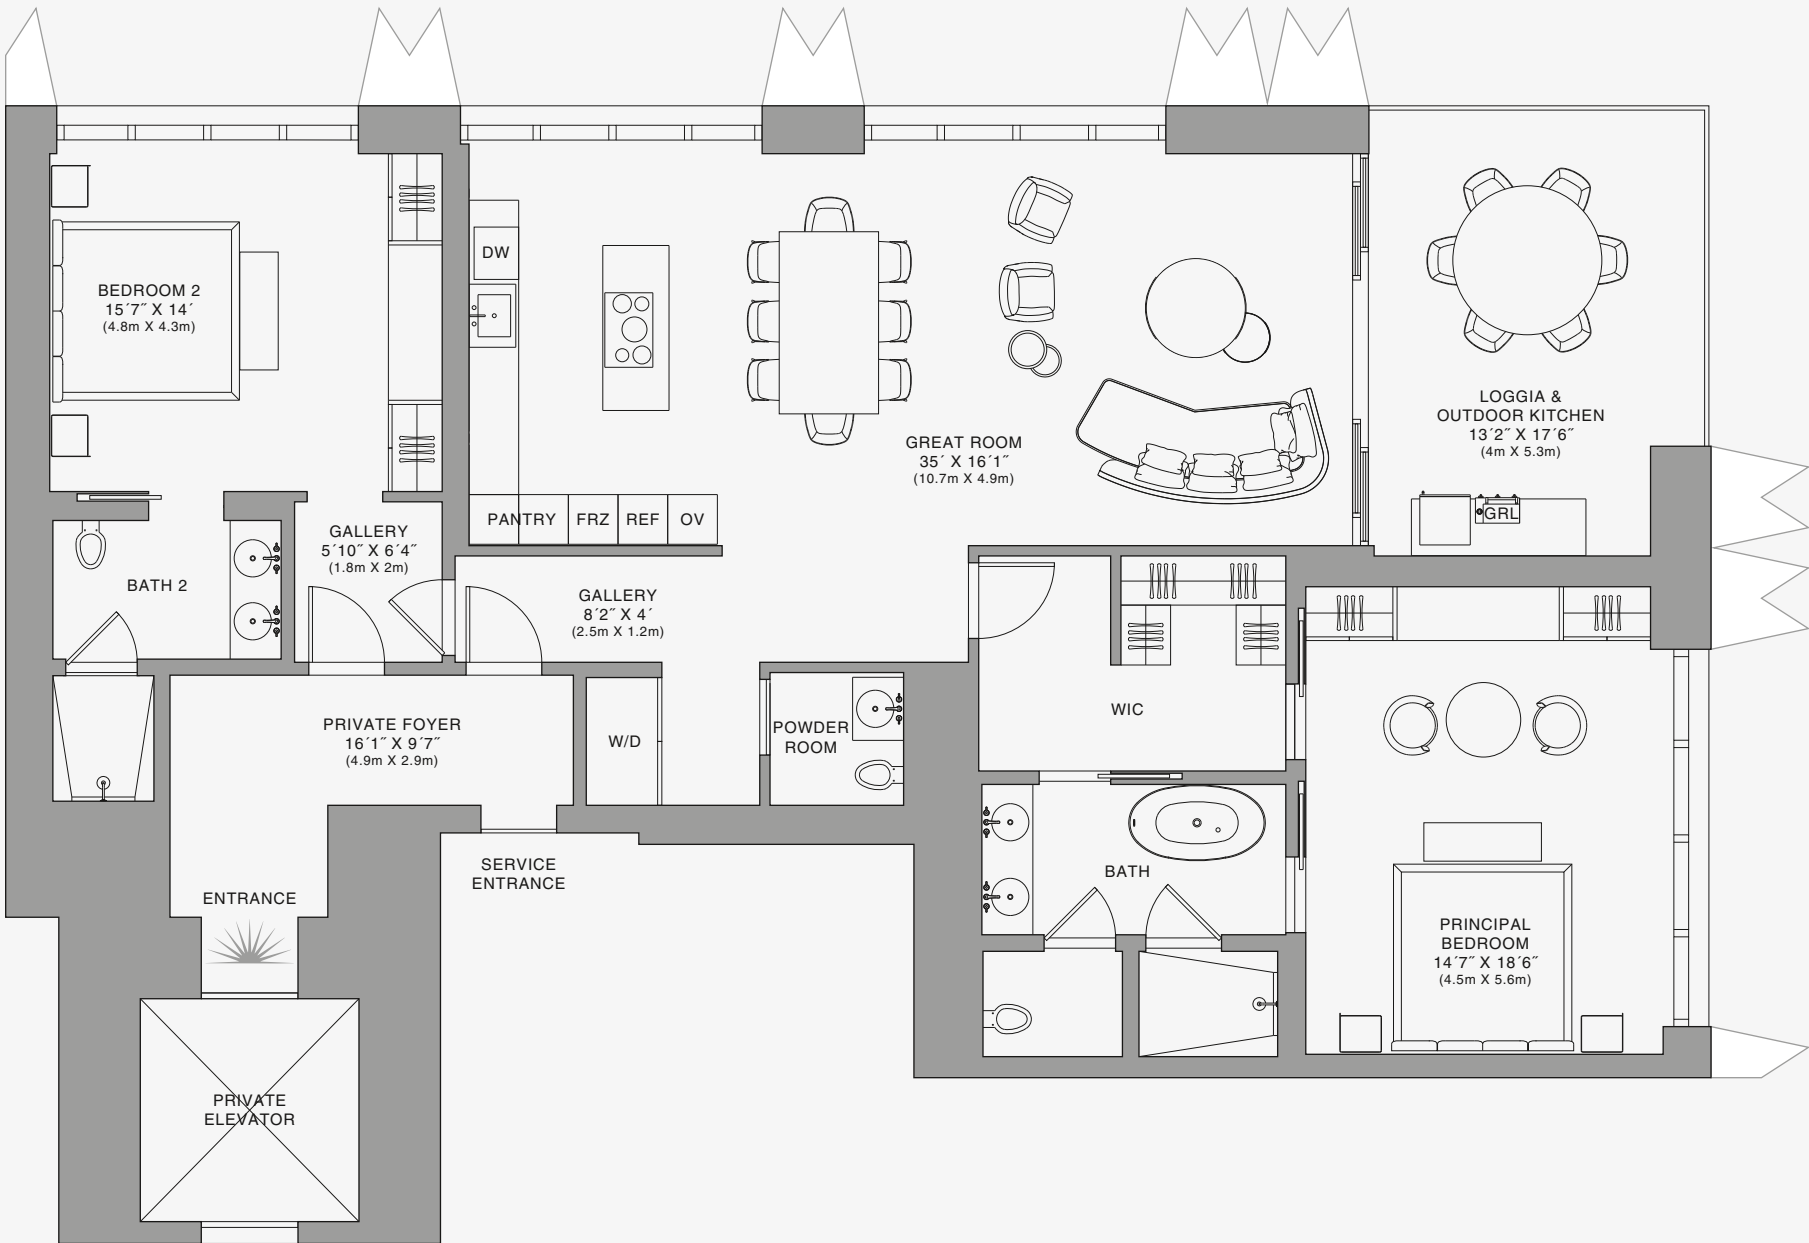 BEDROOM 2
15´7˝ X 14´
(4.8m X 4.3m)
DW
GREAT ROOM
35´ X 16´1˝
(10.7m X 4.9m)
LOGGIA &
OUTDOOR KITCHEN
13´2˝ X 17´6˝
(4m X 5.3m)
GRL
PANTRY
FRZ
REF
OV
GALLERY
5´10˝ X 6´4˝
(1.8m X 2m)
BATH 2
GALLERY
8´2˝ X 4´
(2.5m X 1.2m)
PRIVATE FOYER
16´1˝ X 9´7˝
(4.9m X 2.9m)
W/D
POWDER
ROOM
WIC
SERVICE
ENTRANCE
ENTRANCE
BATH
PRINCIPAL
BEDROOM
14´7˝ X 18´6˝
(4.5m X 5.6m)
PRIVATE
ELEVATOR